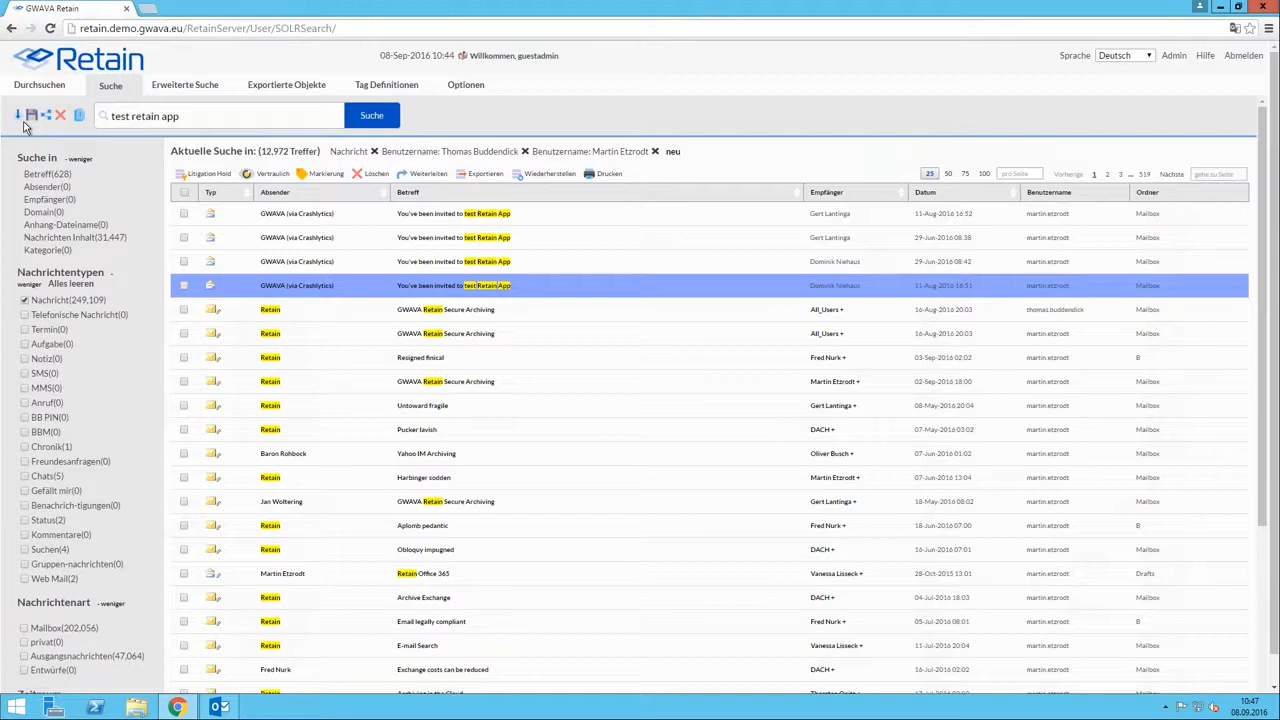 GWAVA Retain
retain.demo.gwava.eu/RetainServer/User/SOLRSearch/
Retain
08-Sep-2016 10:44 Willkommen, guestadmin
Sprache Deutsch Admin Hilfe Abmelden
Durchsuchen Suche Erweiterte Suche Exportierte Objekte Tag Definitionen Optionen
test retain app Suche
Suche in - weniger
Betreff(628)
Absender(0)
Empfänger(0)
Domain(0)
Anhang-Dateiname(0)
Nachrichten Inhalt(31,447)
Kategorie(0)
Nachrichtentypen -
weniger Alles leeren
Nachricht(249,109)
Telefonische Nachricht(0)
Termin(0)
Aufgabe(0)
Notiz(0)
SMS(0)
MMS(0)
Anruf(0)
BB PIN(0)
BBM(0)
Chronik(1)
Freundesanfragen(0)
Chats(5)
Gefällt mir(0)
Benachrich-tigungen(0)
Status(2)
Kommentare(0)
Suchen(4)
Gruppen-nachrichten(0)
Web Mail(2)
Nachrichtenart - weniger
Mailbox(202,056)
privat(0)
Ausgangsnachrichten(47,064)
Entwürfe(0)
Aktuelle Suche in: (12,972 Treffer) Nachricht Benutzername: Thomas Buddendick Benutzername: Martin Etzrodt neu
Litigation Hold Vertraulich Markierung Löschen Weiterleiten Exportieren Wiederherstellen Drucken 25 50 75 100 pro Seite Vorherige 1 2 3 ... 519 Nächste gehe zu Seite
Typ Absender Betreff Empfänger Datum Benutzername Ordner
GWAVA (via Crashlytics) You've been invited to test Retain App Gert Lantinga 11-Aug-2016 16:52 martin.etzrodt Mailbox
GWAVA (via Crashlytics) You've been invited to test Retain App Gert Lantinga 29-Jun-2016 08:38 martin.etzrodt Mailbox
GWAVA (via Crashlytics) You've been invited to test Retain App Dominik Niehaus 29-Jun-2016 08:42 martin.etzrodt Mailbox
GWAVA (via Crashlytics) You've been invited to test Retain App Dominik Niehaus 11-Aug-2016 16:51 martin.etzrodt Mailbox
Retain GWAVA Retain Secure Archiving All_Users + 16-Aug-2016 20:03 thomas.buddendick Mailbox
Retain GWAVA Retain Secure Archiving All_Users + 16-Aug-2016 20:03 martin.etzrodt Mailbox
Retain Resigned finical Fred Nurk + 03-Sep-2016 02:02 martin.etzrodt B
Retain GWAVA Retain Secure Archiving Martin Etzrodt + 02-Sep-2016 18:00 martin.etzrodt Mailbox
Retain Untoward fragile Gert Lantinga + 08-May-2016 20:04 martin.etzrodt Mailbox
Retain Pucker lavish DACH + 07-May-2016 03:02 martin.etzrodt Mailbox
Baron Rohbock Yahoo IM Archiving Oliver Busch + 07-Jun-2016 01:02 martin.etzrodt Mailbox
Retain Harbinger sodden Martin Etzrodt + 07-Jun-2016 13:04 martin.etzrodt Mailbox
Jan Woltering GWAVA Retain Secure Archiving Gert Lantinga + 18-May-2016 08:02 martin.etzrodt Mailbox
Retain Aplomb pedantic Fred Nurk + 18-Jun-2016 07:00 martin.etzrodt B
Retain Obloquy impugned DACH + 16-Jun-2016 07:01 martin.etzrodt Mailbox
Martin Etzrodt Retain Office 365 Vanessa Lisseck + 28-Oct-2015 13:01 martin.etzrodt Drafts
Retain Archive Exchange DACH + 04-Jul-2016 18:03 martin.etzrodt Mailbox
Retain Email legally compliant Fred Nurk + 05-Jul-2016 08:01 martin.etzrodt B
Retain E-mail Search Vanessa Lisseck + 11-Jul-2016 20:04 martin.etzrodt Mailbox
Fred Nurk Exchange costs can be reduced DACH + 16-Jul-2016 02:02 martin.etzrodt Mailbox
10:47
08.09.2016